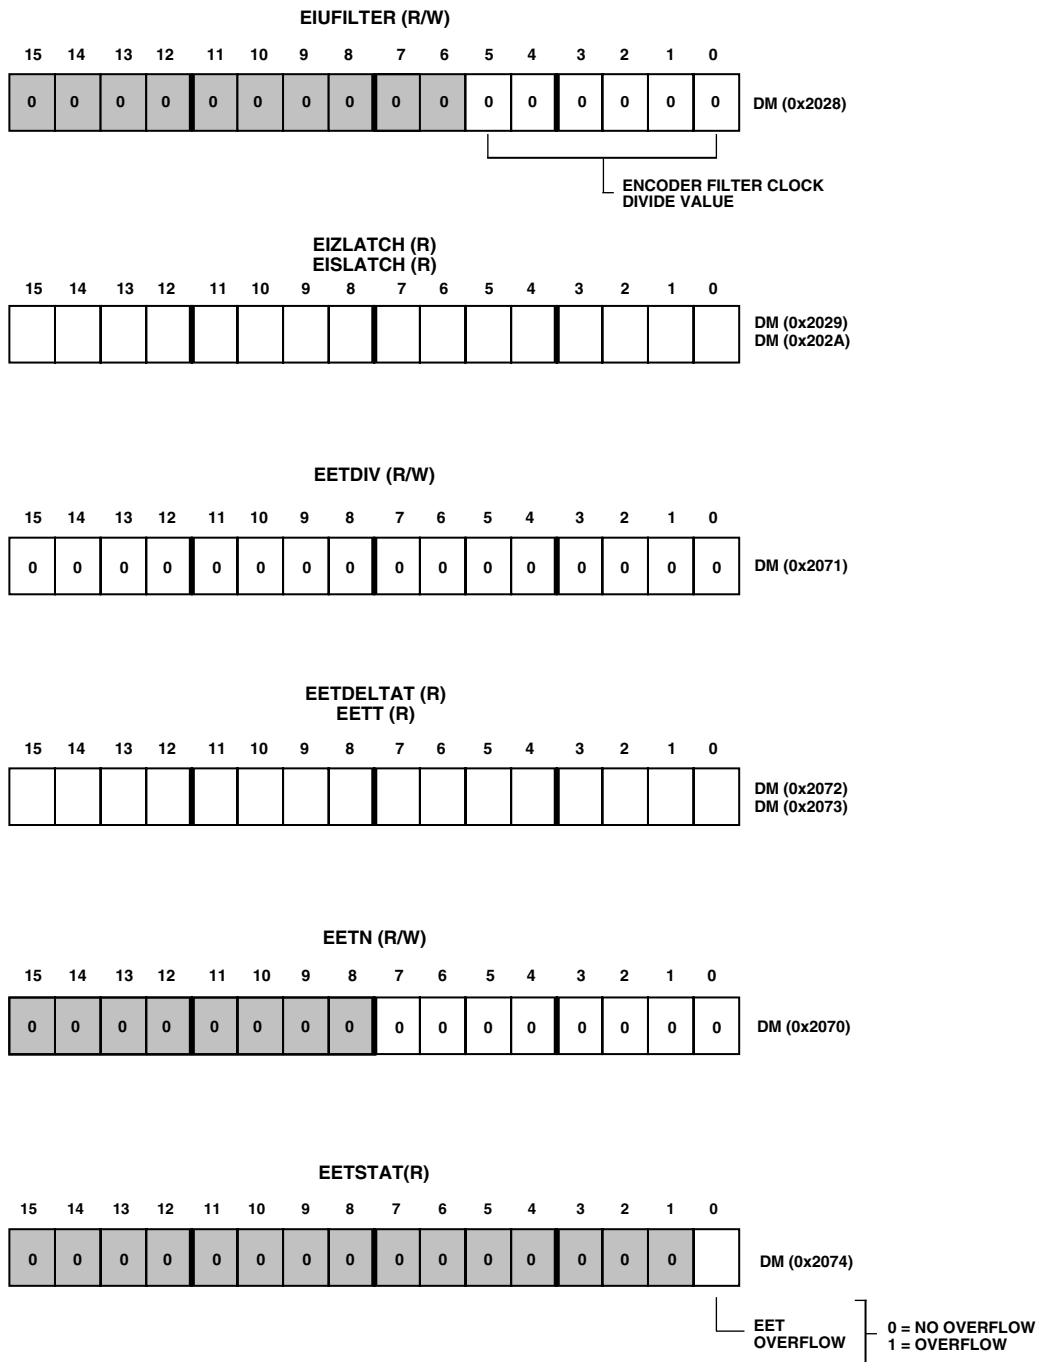 EIUFILTER (R/W)
15 14 13 12 11 10 9 8 7 6 5 4 3 2 1 0
0 0 0 0 0 0 0 0 0 0 0 0 0 0 0 0 DM (0x2028)
ENCODER FILTER CLOCK
DIVIDE VALUE
EIZLATCH (R)
EISLATCH (R)
15 14 13 12 11 10 9 8 7 6 5 4 3 2 1 0
DM (0x2029)
DM (0x202A)
EETDIV (R/W)
15 14 13 12 11 10 9 8 7 6 5 4 3 2 1 0
0 0 0 0 0 0 0 0 0 0 0 0 0 0 0 0 DM (0x2071)
EETDELTAT (R)
EETT (R)
15 14 13 12 11 10 9 8 7 6 5 4 3 2 1 0
DM (0x2072)
DM (0x2073)
EETN (R/W)
15 14 13 12 11 10 9 8 7 6 5 4 3 2 1 0
0 0 0 0 0 0 0 0 0 0 0 0 0 0 0 0 DM (0x2070)
EETSTAT(R)
15 14 13 12 11 10 9 8 7 6 5 4 3 2 1 0
0 0 0 0 0 0 0 0 0 0 0 0 0 0 0 DM (0x2074)
EET
OVERFLOW
0 = NO OVERFLOW
1 = OVERFLOW